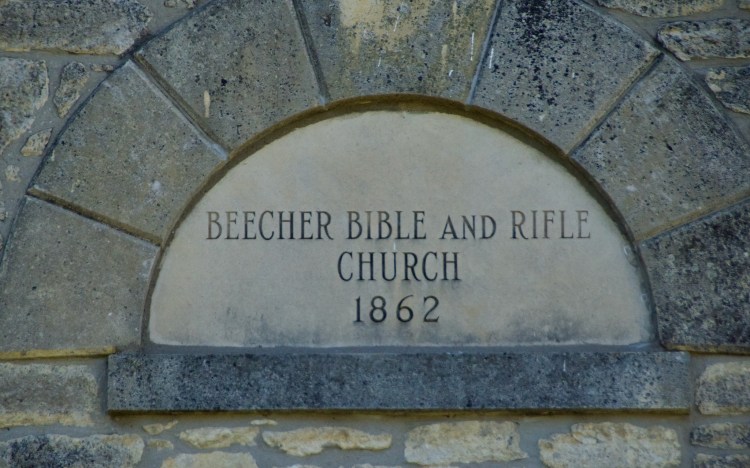 BEECHER BIBLE AND RIFLE
CHURCH
1862